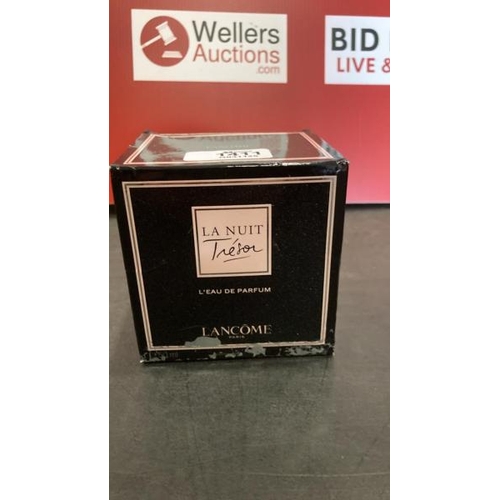 Wellers
Auctions
.com
BID
LIVE &
LA NUIT
Trésor
L'EAU DE PARFUM
LANCÔME
PARIS